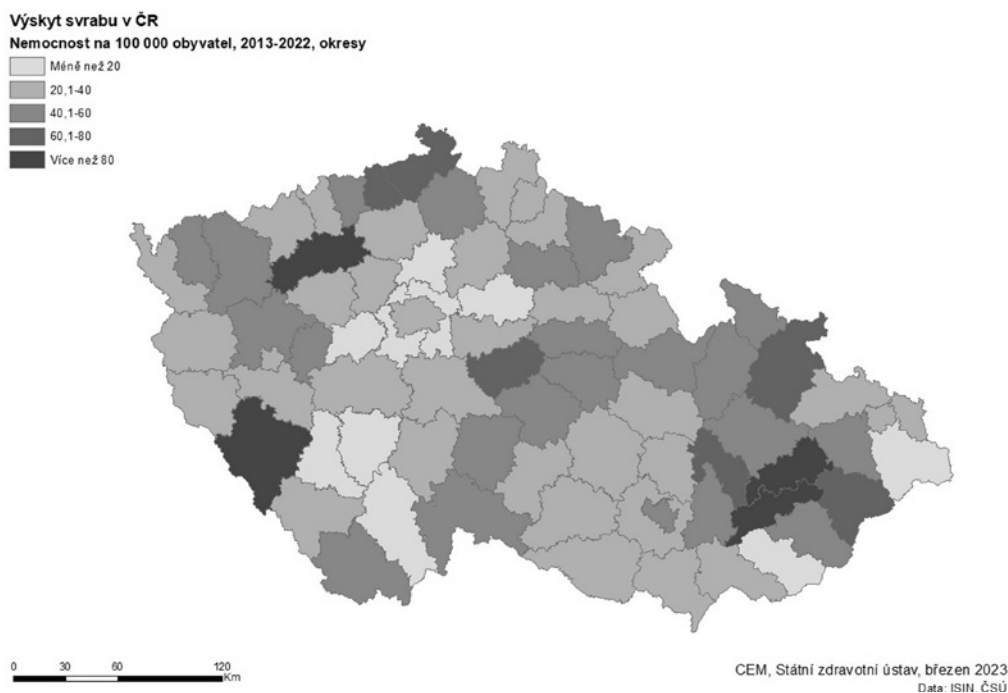 Výskyt svrabu v ČR
Nemocnost na 100 000 obyvatel, 2013-2022, okresy
Méně než 20
20,1-40
40,1-60
60,1-80
Více než 80
0 30 60 120
Km
CEM, Státní zdravotní ústav, březen 2023
Data: ISIN, ČSÚ